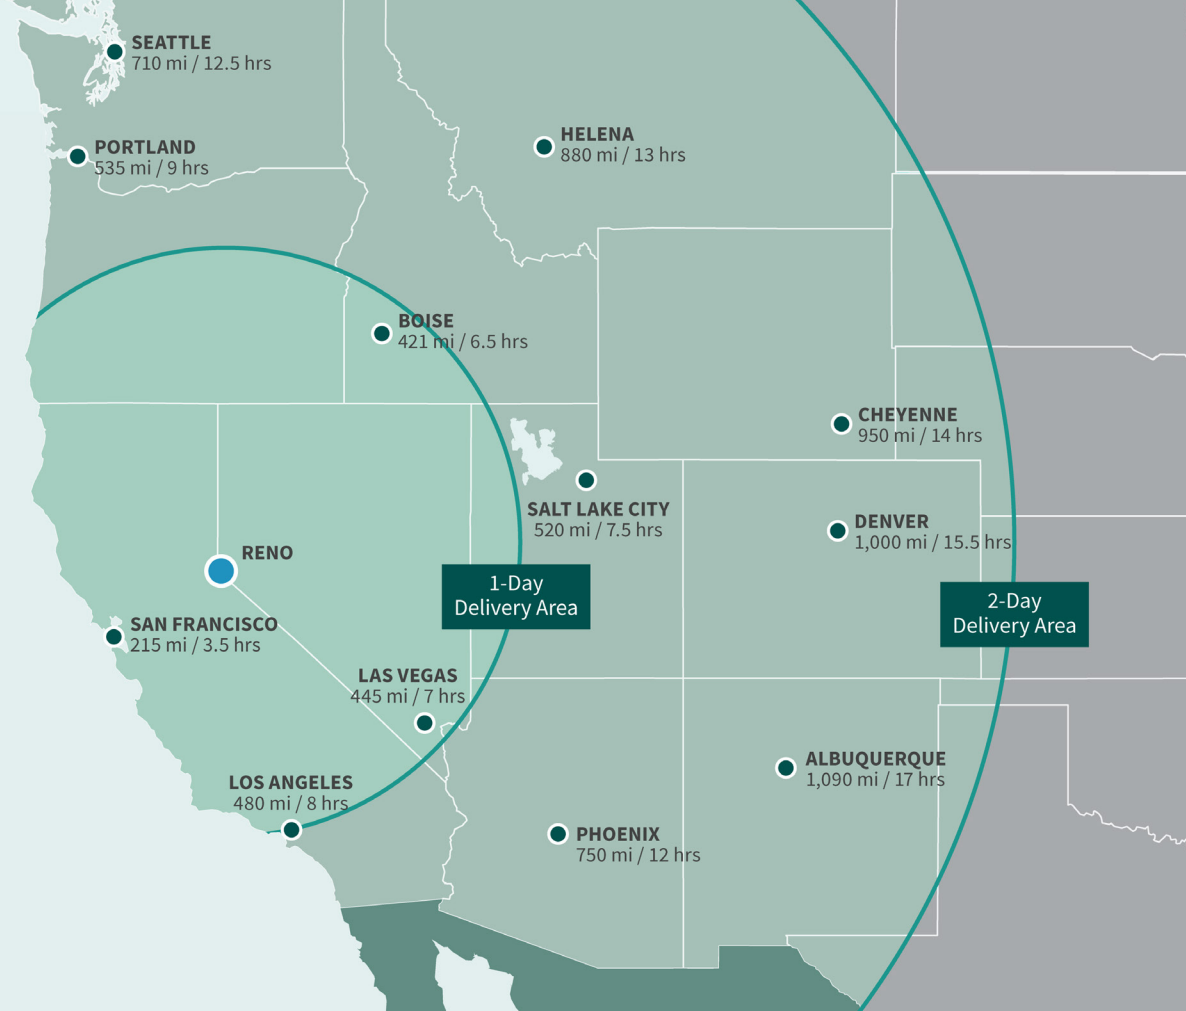 SEATTLE
710 mi / 12.5 hrs
PORTLAND
535 mi / 9 hrs
HELENA
880 mi / 13 hrs
BOISE
421 mi / 6.5 hrs
CHEYENNE
950 mi / 14 hrs
SALT LAKE CITY
520 mi / 7.5 hrs
DENVER
1,000 mi / 15.5 hrs
RENO
1-Day
Delivery Area
2-Day
Delivery Area
SAN FRANCISCO
215 mi / 3.5 hrs
LAS VEGAS
445 mi / 7 hrs
ALBUQUERQUE
1,090 mi / 17 hrs
LOS ANGELES
480 mi / 8 hrs
PHOENIX
750 mi / 12 hrs